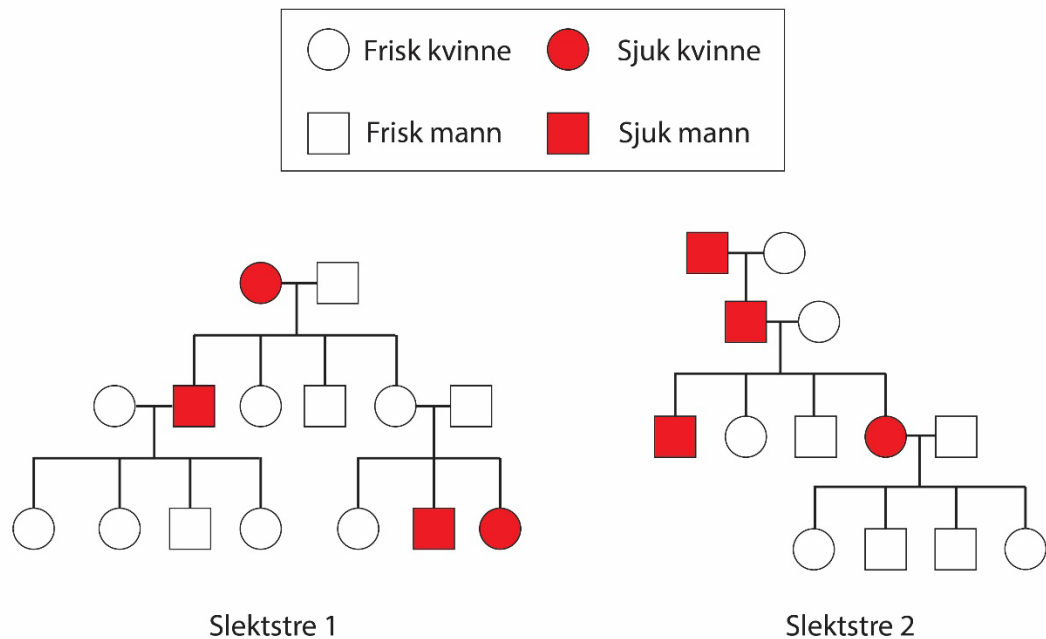 Frisk kvinne
Sjuk kvinne
Frisk mann
Sjuk mann
Slektstre 1
Slektstre 2